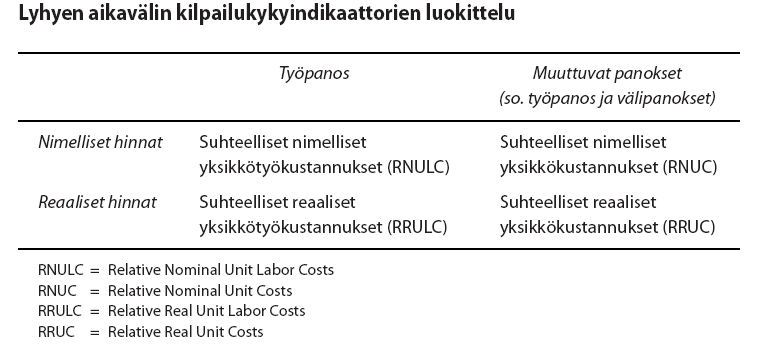 Lyhyen aikavälin kilpailukykyindikaattorien luokittelu
Työpanos Muuttuvat panokset
(so. työpanos ja välipanokset)
Nimelliset hinnat Suhteelliset nimelliset Suhteelliset nimelliset
yksikkötyökustannukset (RNULC) yksikkökustannukset (RNUC)
Reaaliset hinnat Suhteelliset reaaliset Suhteelliset reaaliset
yksikkötyökustannukset (RRULC) yksikkökustannukset (RRUC)
RNULC = Relative Nominal Unit Labor Costs
RNUC = Relative Nominal Unit Costs
RRULC = Relative Real Unit Labor Costs
RRUC = Relative Real Unit Costs